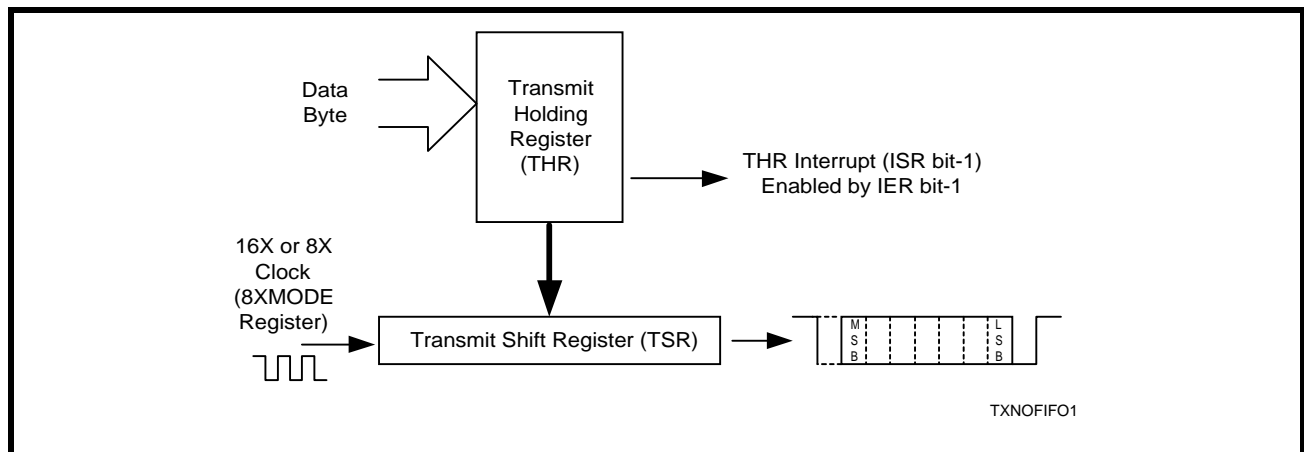 Data
Byte
Transmit
Holding
Register
(THR)
THR Interrupt (ISR bit-1)
Enabled by IER bit-1
16X or 8X
Clock
(8XMODE
Register)
Transmit Shift Register (TSR)
M
S
B
L
S
B
TXNOFIFO1